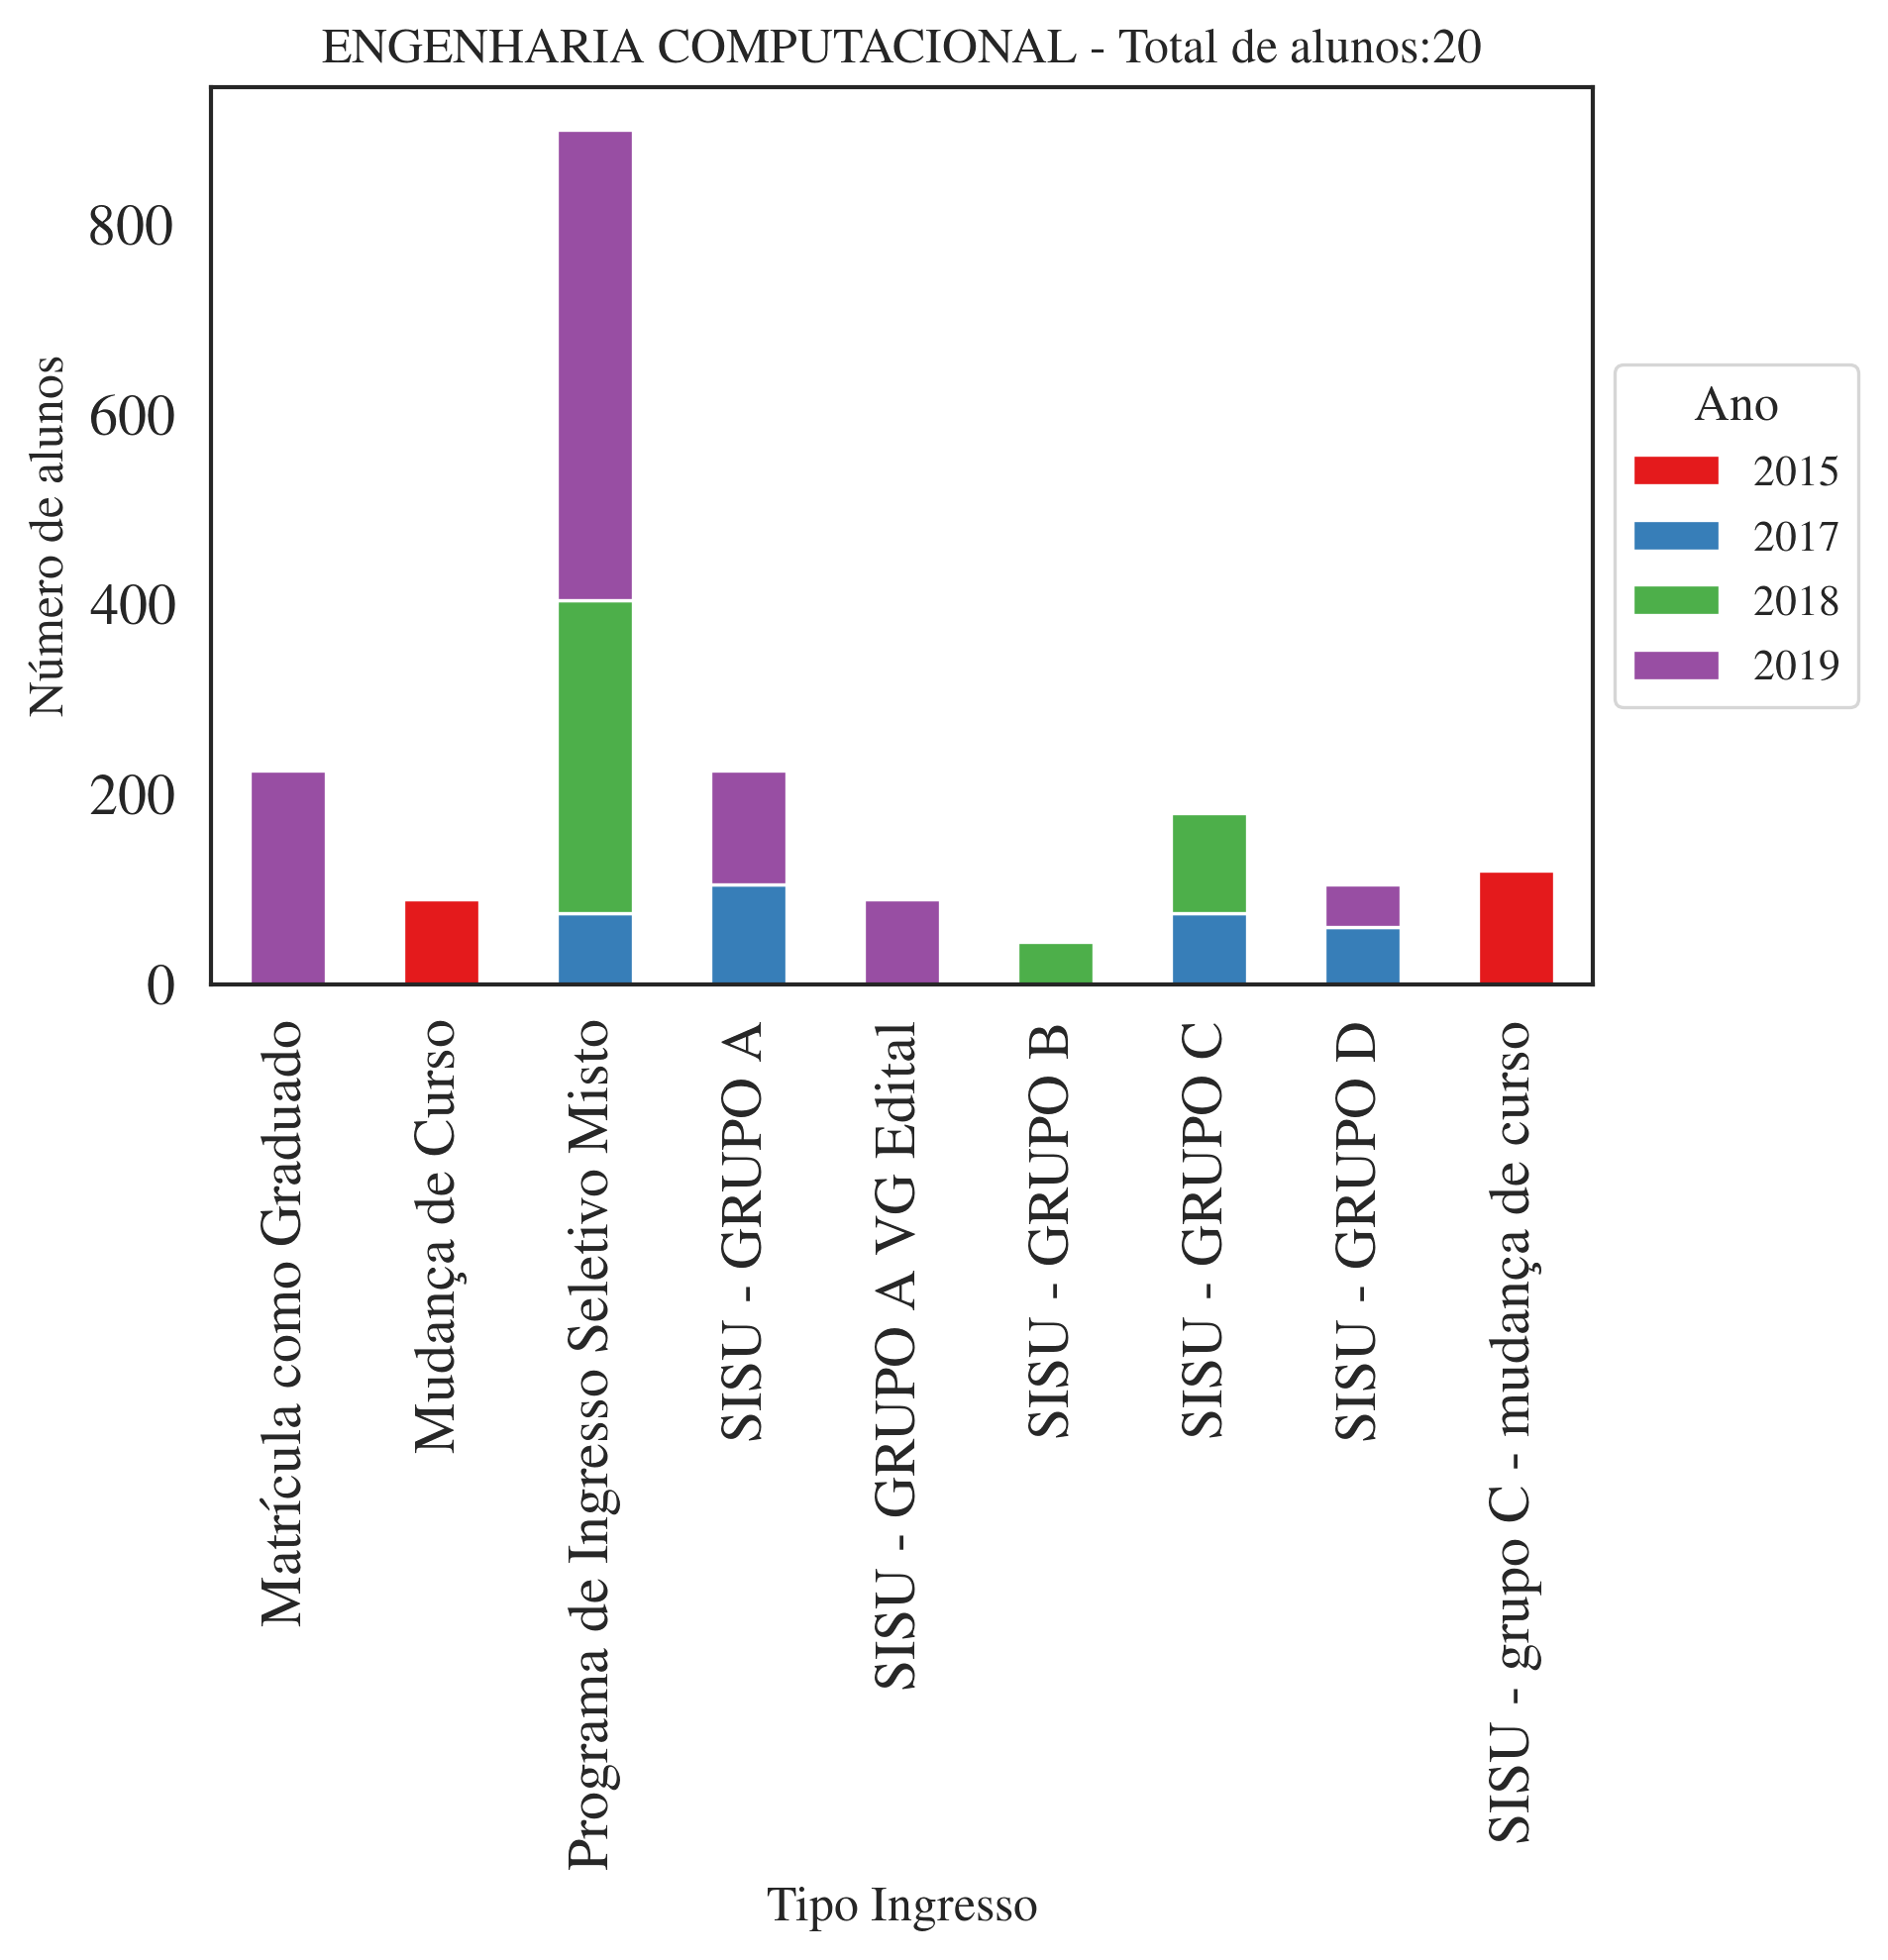 ENGENHARIA COMPUTACIONAL - Total de alunos:20
Número de alunos
800
600
400
200
0
Ano
2015
2017
2018
2019
Matrícula como Graduado
Mudança de Curso
Programa de Ingresso Seletivo Misto
SISU - GRUPO A
SISU - GRUPO A VG Edital
SISU - GRUPO B
SISU - GRUPO C
SISU - GRUPO D
SISU - grupo C - mudança de curso
Tipo Ingresso